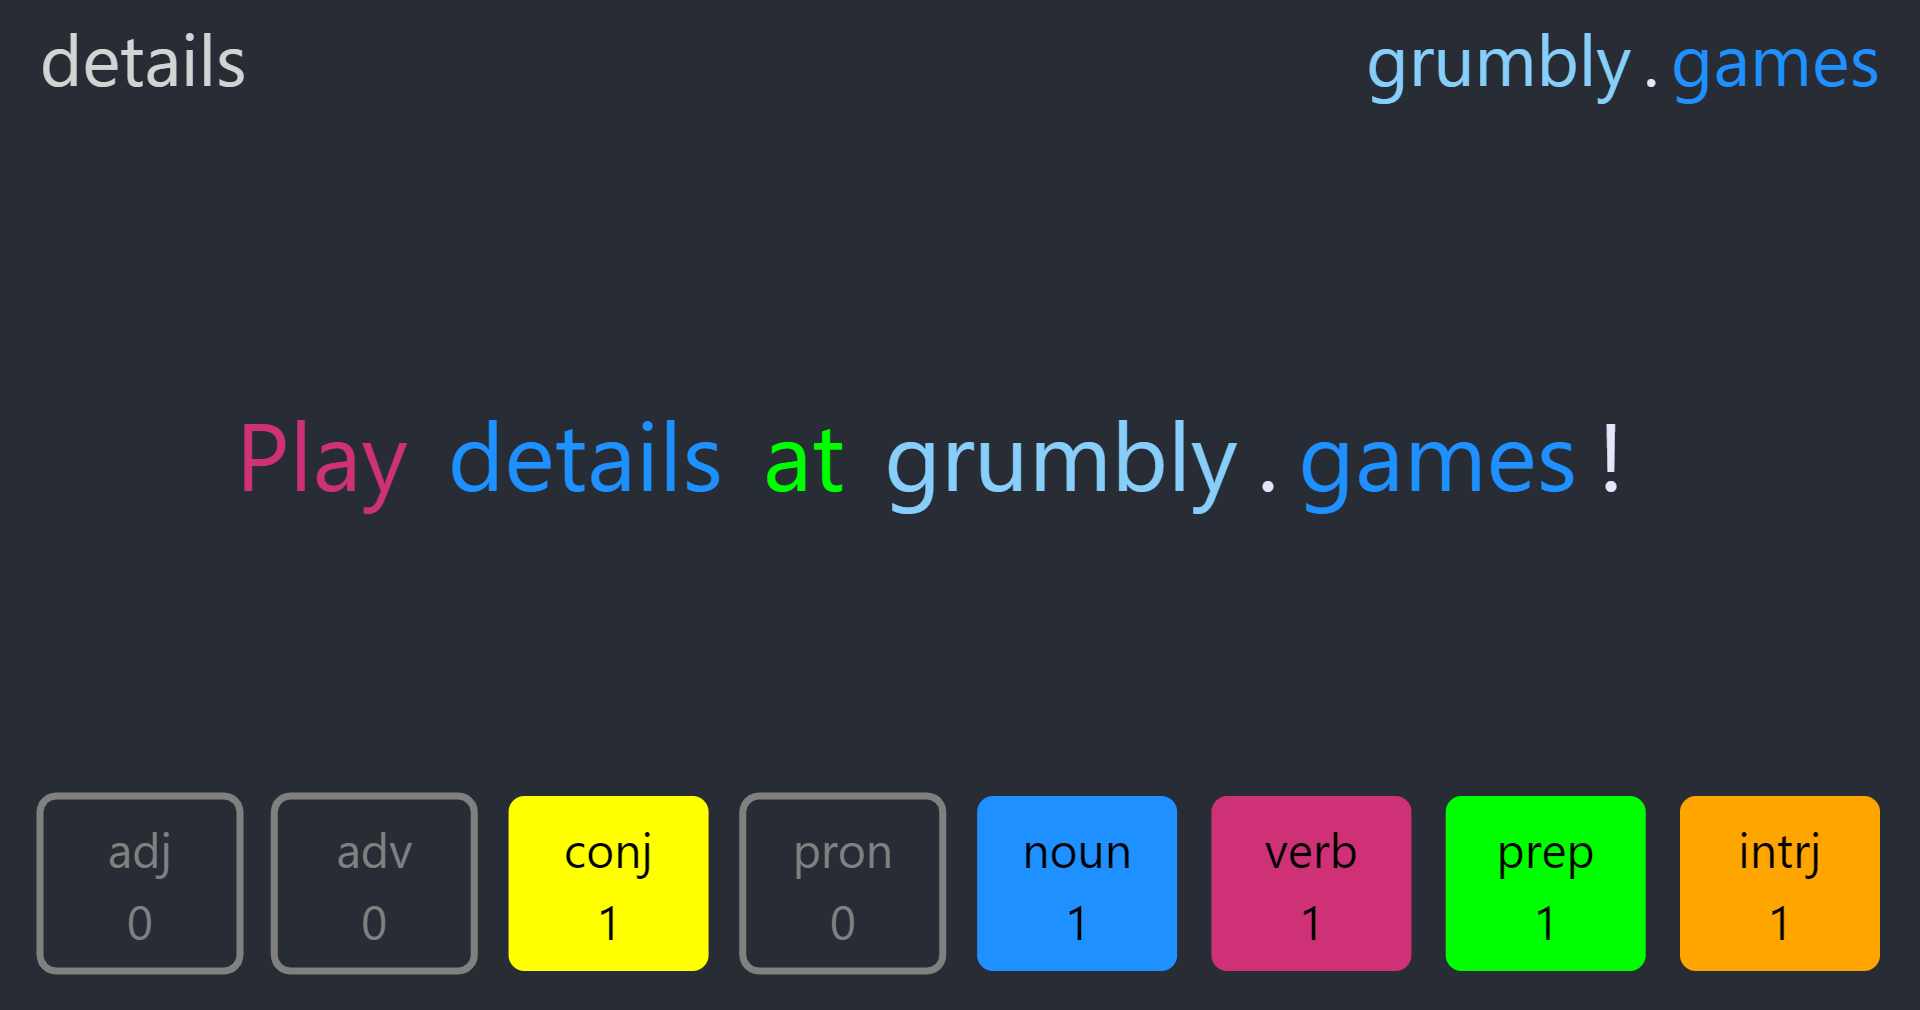 details grumbly.games
Play details at grumbly.games!
adj adv conj pron noun verb prep intrj
0 0 1 0 1 1 1 1